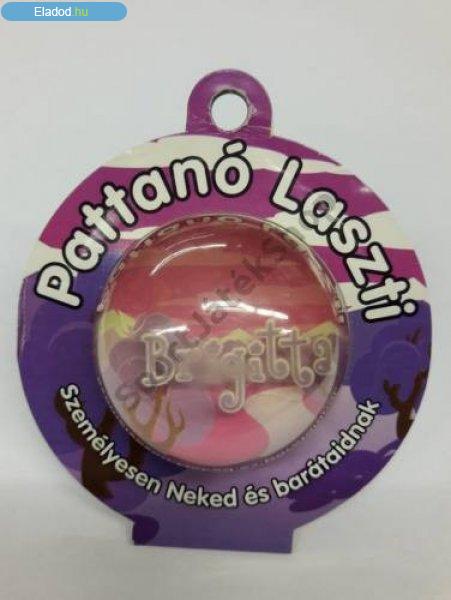 Eladod.hu
Pattanó Laszti
Brigitta
Személyesen Neked és barátaidnak